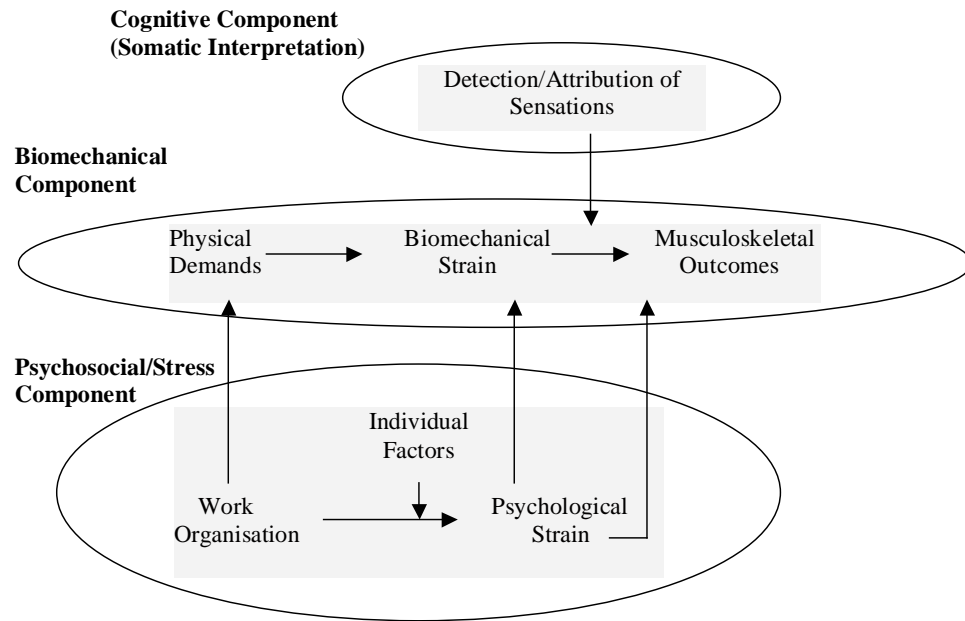 Cognitive Component
(Somatic Interpretation)
Detection/Attribution of
Sensations
Biomechanical
Component
Physical
Demands
Biomechanical
Strain
Musculoskeletal
Outcomes
Psychosocial/Stress
Component
Individual
Factors
Work
Organisation
Psychological
Strain